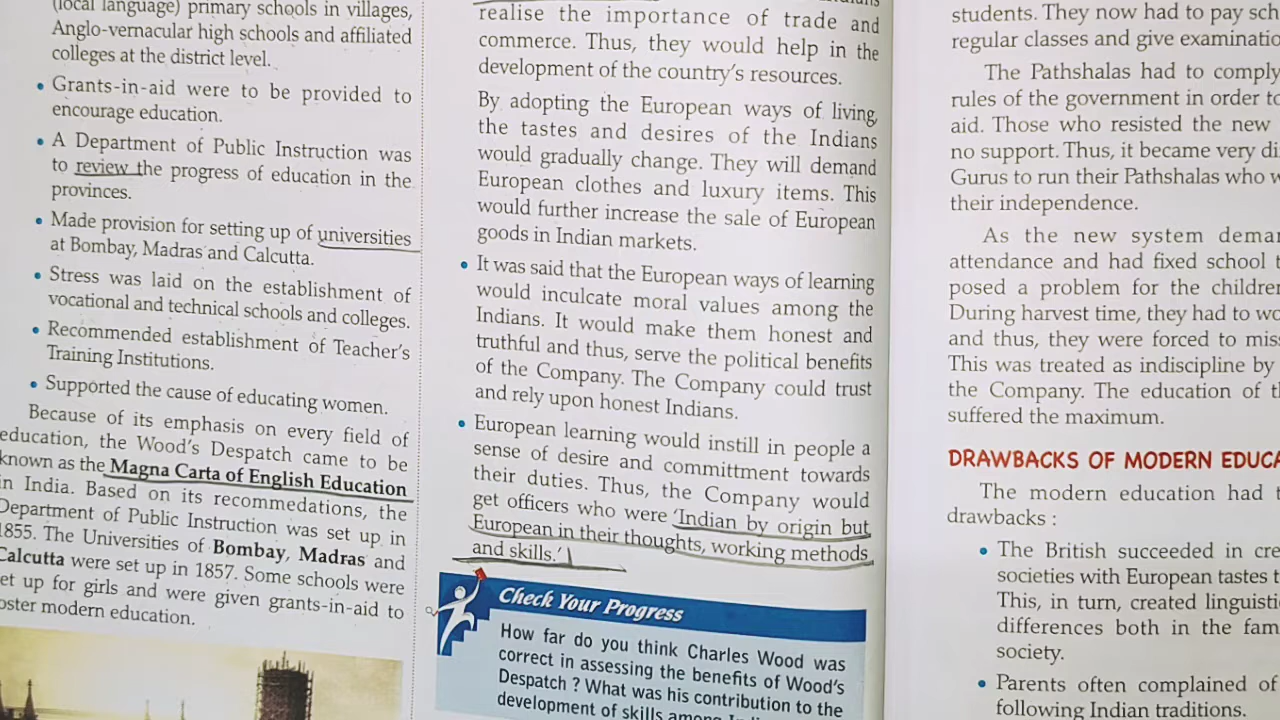 (local language) primary schools in villages,
Anglo-vernacular high schools and affiliated
colleges at the district level.
• Grants-in-aid were to be provided to
encourage education.
• A Department of Public Instruction was
to review the progress of education in the
provinces.
• Made provision for setting up of universities
at Bombay, Madras and Calcutta.
• Stress was laid on the establishment of
vocational and technical schools and colleges.
• Recommended establishment of Teacher's
Training Institutions.
• Supported the cause of educating women.
Because of its emphasis on every field of
education, the Wood's Despatch came to be
known as the Magna Carta of English Education
in India. Based on its recommedations, the
Department of Public Instruction was set up in
1855. The Universities of Bombay, Madras and
Calcutta were set up in 1857. Some schools were
et up for girls and were given grants-in-aid to
oster modern education.
realise the importance of trade and
commerce. Thus, they would help in the
development of the country's resources.
By adopting the European ways of living,
the tastes and desires of the Indians
would gradually change. They will demand
European clothes and luxury items. This
would further increase the sale of European
goods in Indian markets.
• It was said that the European ways of learning
would inculcate moral values among the
Indians. It would make them honest and
truthful and thus, serve the political benefits
of the Company. The Company could trust
and rely upon honest Indians.
• European learning would instill in people a
sense of desire and committment towards
their duties. Thus, the Company would
get officers who were 'Indian by origin but
European in their thoughts, working methods
and skills.'
Check Your Progress
How far do you think Charles Wood was
correct in assessing the benefits of Wood's
Despatch ? What was his contribution to the
development of skills among
students. They now had to pay sch
regular classes and give examinatio
The Pathshalas had to comply
rules of the government in order to
aid. Those who resisted the new
no support. Thus, it became very di
Gurus to run their Pathshalas who w
their independence.
As the new system deman
attendance and had fixed school t
posed a problem for the children
During harvest time, they had to wo
and thus, they were forced to mis
This was treated as indiscipline by
the Company. The education of t
suffered the maximum.
DRAWBACKS OF MODERN EDUCA
The modern education had t
drawbacks :
• The British succeeded in cre
societies with European tastes t
This, in turn, created linguisti
differences both in the fam
society.
• Parents often complained of
following Indian traditions.